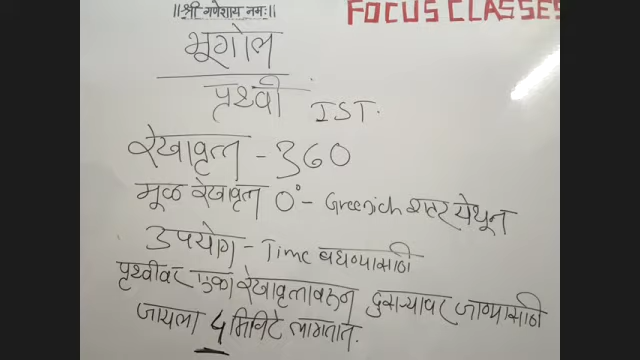 ||श्री गणेशाय नमः||
FOCUS CLASSES
भूगोल
पृथ्वी IST.
रेखावृत्त - 360
मूळ रेखावृत्त 0° - Greenich शहर येथून
उपयोग - Time बघण्यासाठी
पृथ्वीवर एका रेखावृत्तावरून दुसऱ्यावर जाण्यासाठी
जायला 4 मिनिटे लागतात.